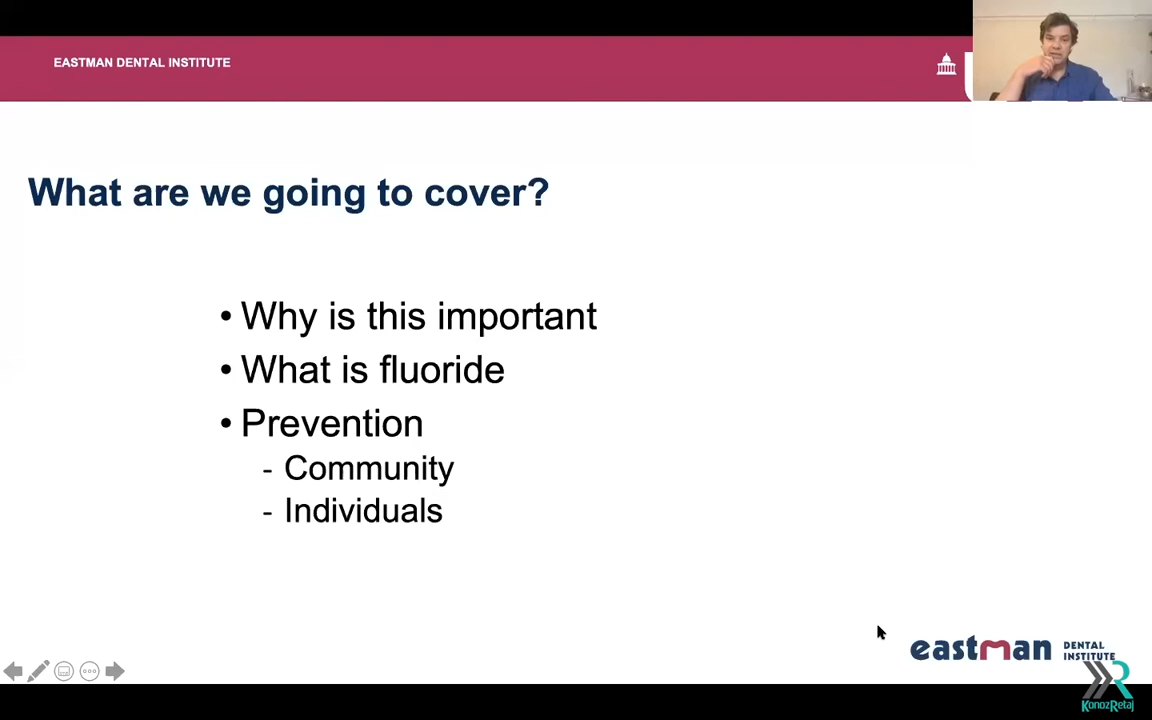 EASTMAN DENTAL INSTITUTE
What are we going to cover?
• Why is this important
• What is fluoride
• Prevention
- Community
- Individuals
eastman DENTAL
INSTITUTE
KonozRetaj